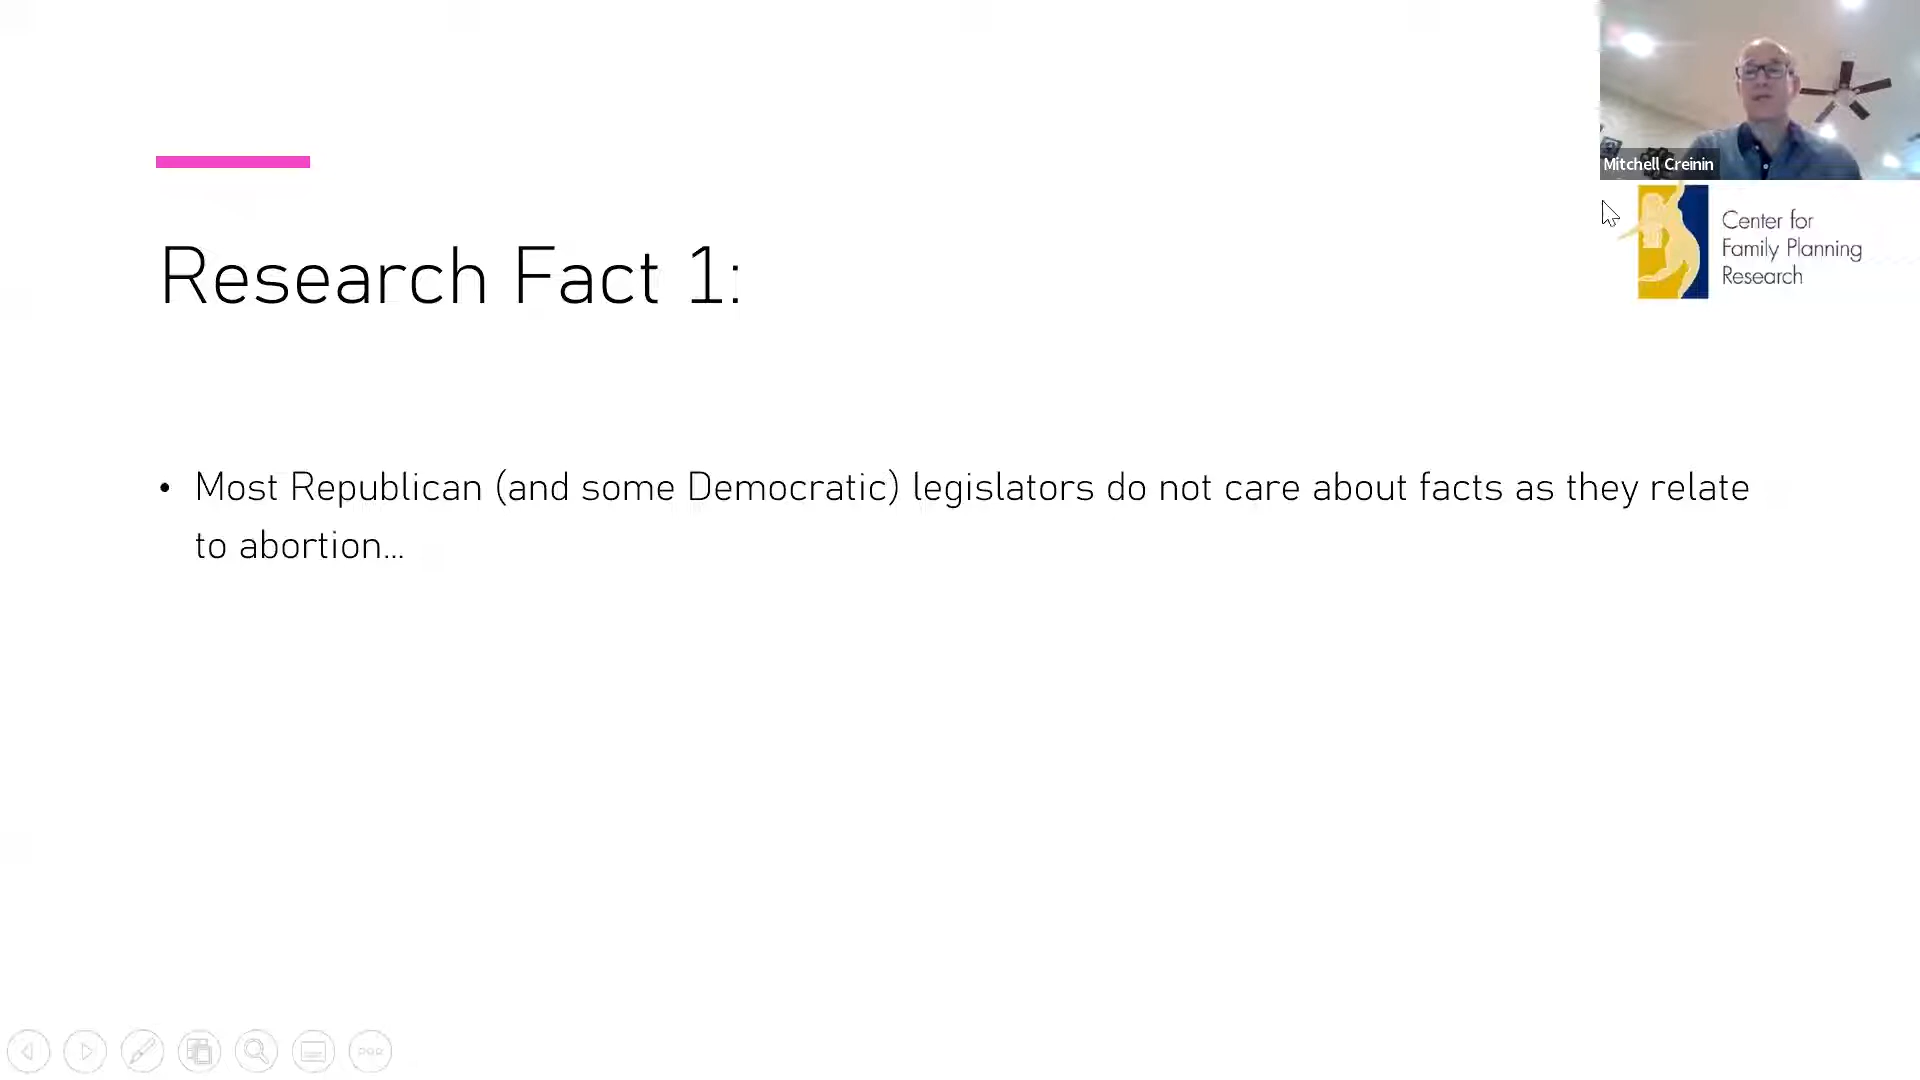 Mitchell Creinin
Center for
Family Planning
Research
Research Fact 1:
• Most Republican (and some Democratic) legislators do not care about facts as they relate
to abortion...